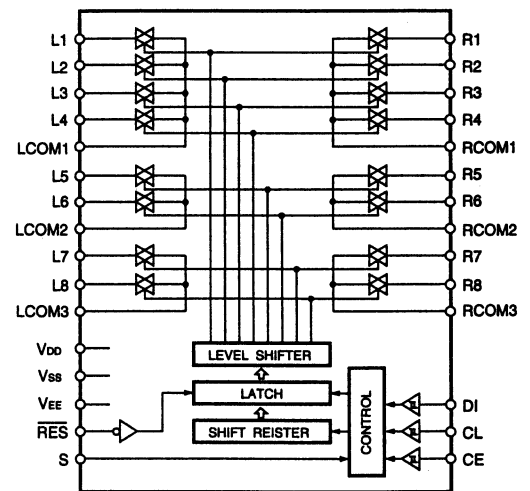 L1
R1
L2
R2
L3
R3
L4
R4
LCOM1
RCOM1
L5
R5
L6
R6
LCOM2
RCOM2
L7
R7
L8
R8
LCOM3
RCOM3
VDD
LEVEL SHIFTER
VSS
LATCH
CONTROL
VEE
DI
RES
SHIFT REISTER
CL
S
CE